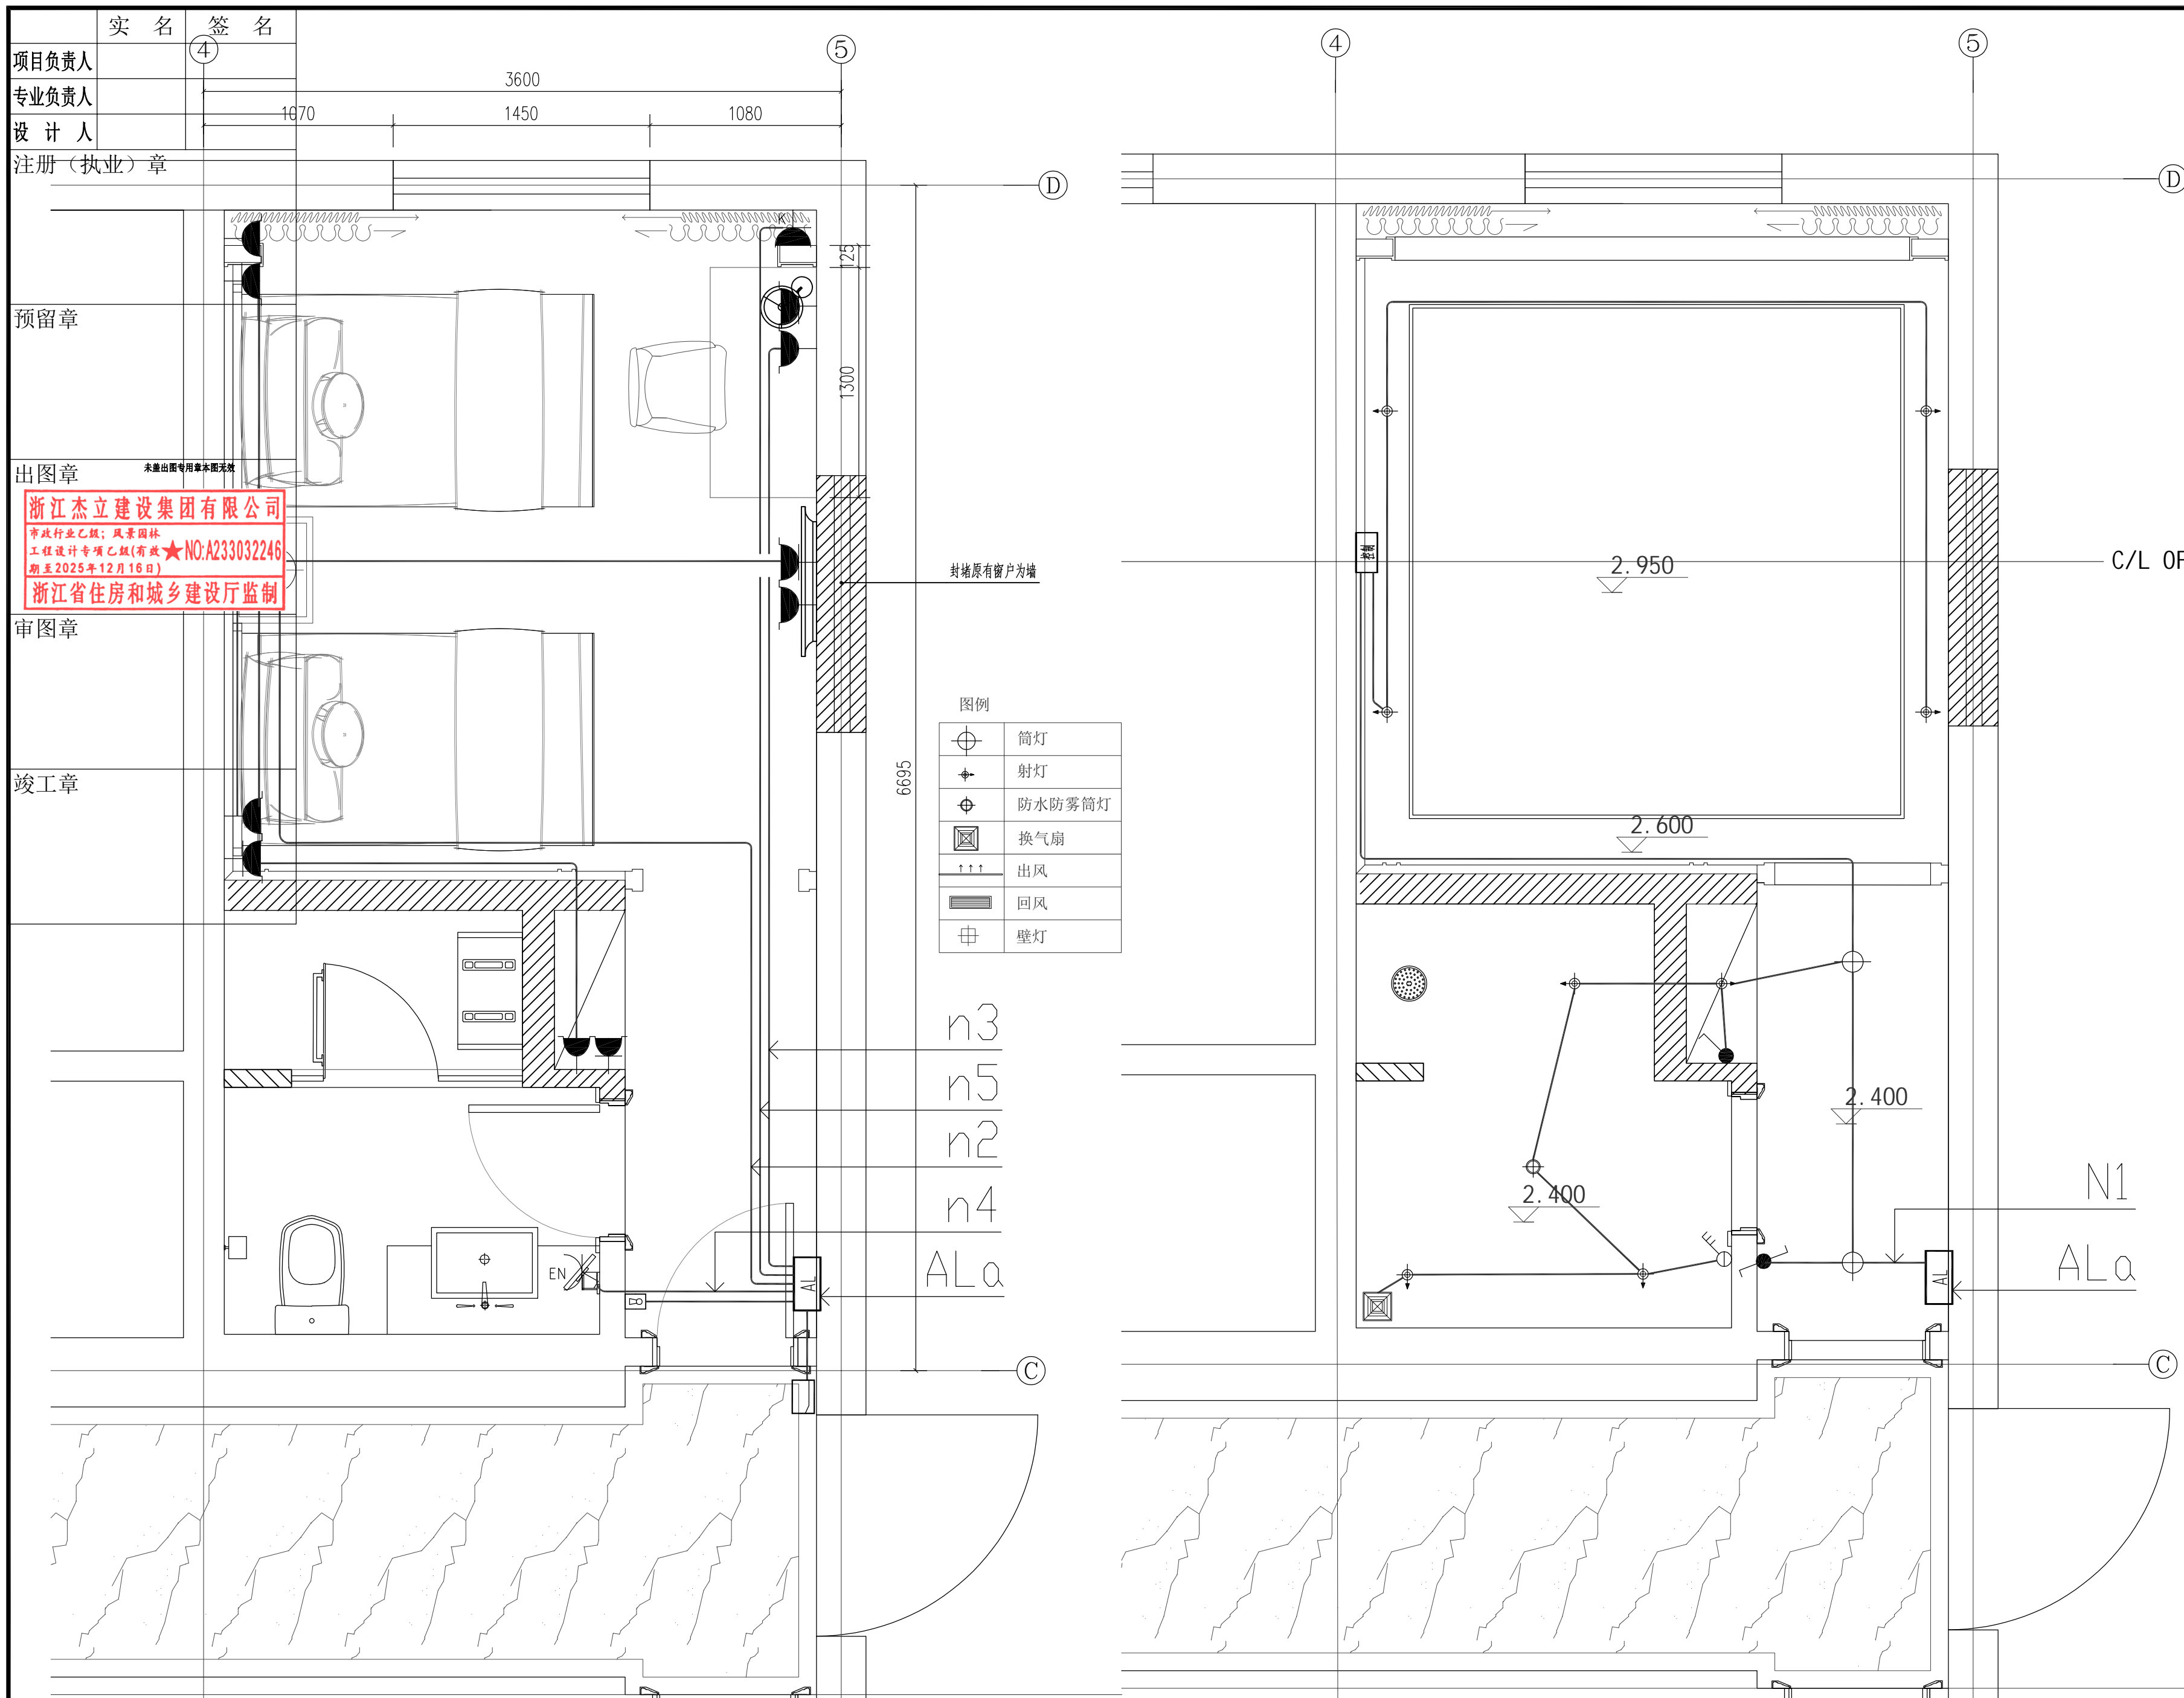 实 名 签 名
项目负责人
专业负责人
设 计 人
注册（执业）章
预留章
出图章 未盖出图专用章本图无效
浙江杰立建设集团有限公司
市政行业乙级；风景园林
工程设计专项乙级(有效
期至2025年12月16日)
★NO:A233032246
浙江省住房和城乡建设厅监制
审图章
竣工章
4
5
3600
1070 1450 1080
D
K
125
1300
封堵原有窗户为墙
6695
图例
筒灯
射灯
防水防雾筒灯
换气扇
出风
回风
壁灯
n3
n5
n2
n4
ALa
AL
EN
C
4
5
D
控制
2.950
C/L OF
2.600
2.400
2.400
E
N1
ALa
AL
C